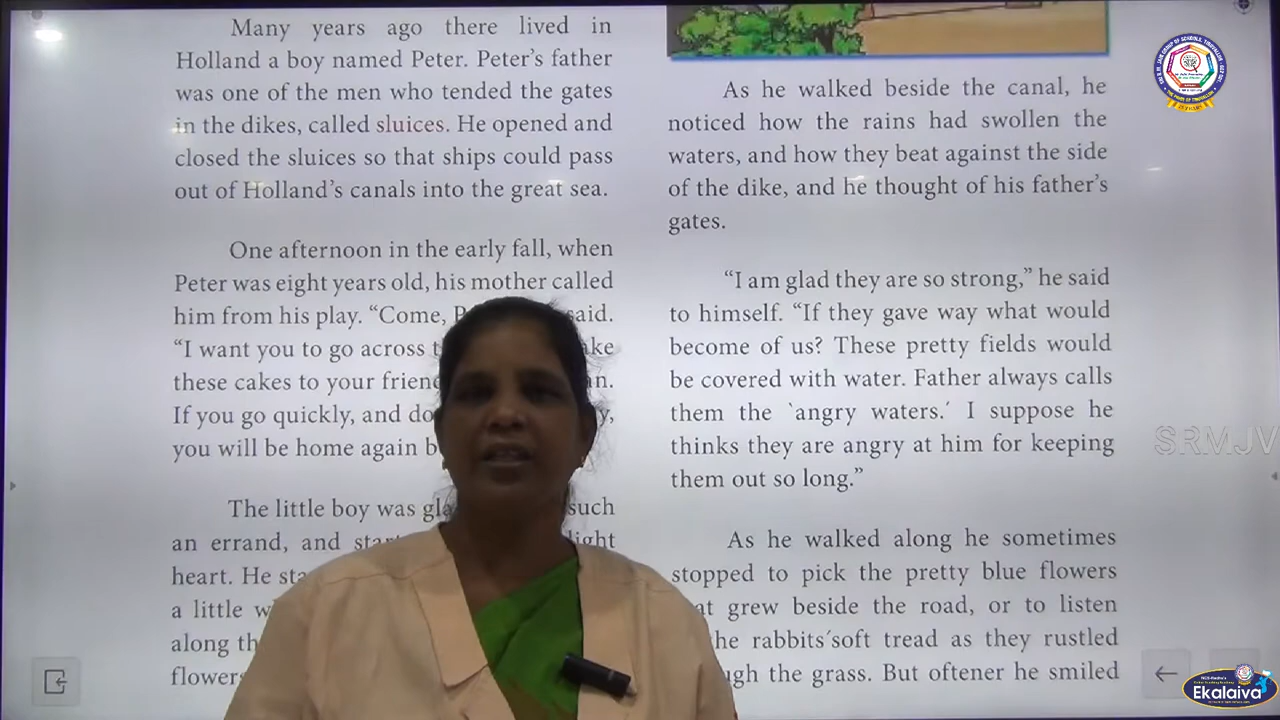 Many years ago there lived in
Holland a boy named Peter. Peter's father
was one of the men who tended the gates
in the dikes, called sluices. He opened and
closed the sluices so that ships could pass
out of Holland's canals into the great sea.
One afternoon in the early fall, when
Peter was eight years old, his mother called
him from his play. “Come, said.
“I want you to go across
these cakes to your
If you go quickly, and
you will be home again
The little boy was such
an errand, and light
heart. He
a little
along
As he walked beside the canal, he
noticed how the rains had swollen the
waters, and how they beat against the side
of the dike, and he thought of his father's
gates.
“I am glad they are so strong,” he said
to himself. “If they gave way what would
become of us? These pretty fields would
be covered with water. Father always calls
them the `angry waters.´ I suppose he
thinks they are angry at him for keeping
them out so long.”
As he walked along he sometimes
stopped to pick the pretty blue flowers
grew beside the road, or to listen
rabbits´soft tread as they rustled
the grass. But oftener he smiled
SRMJV
Ekalaiva